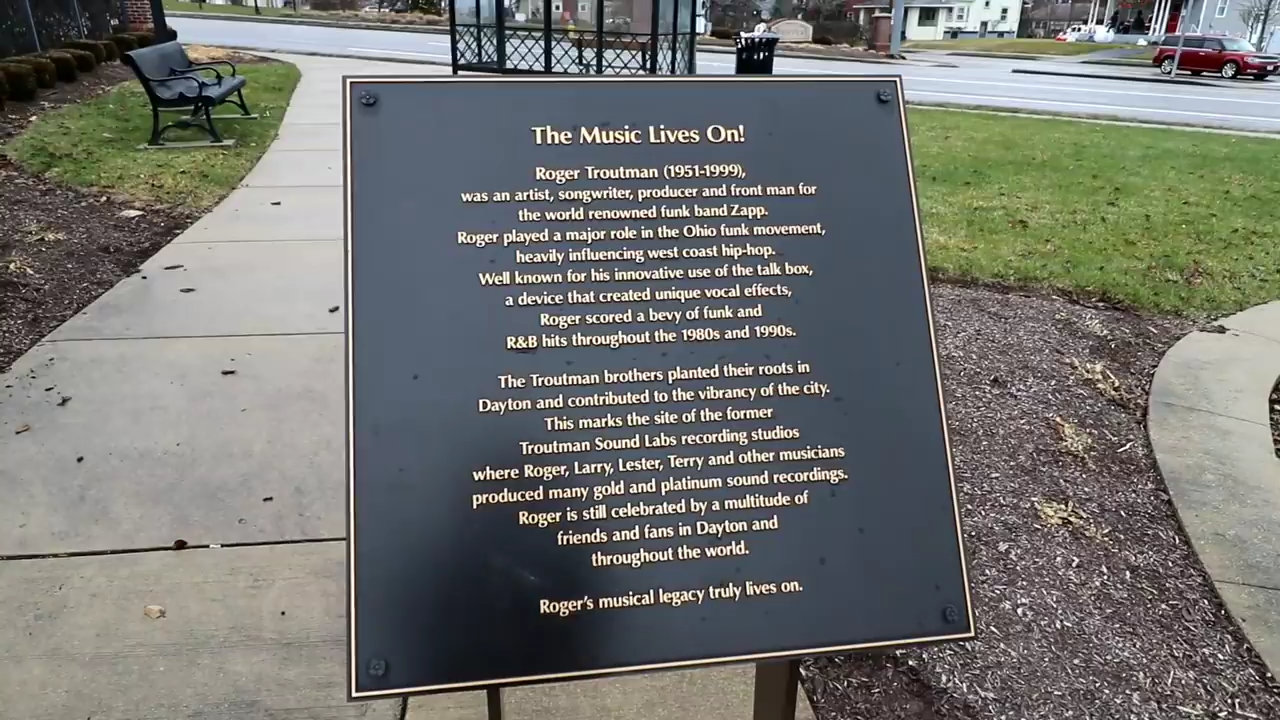 The Music Lives On!
Roger Troutman (1951-1999),
was an artist, songwriter, producer and front man for
the world renowned funk band Zapp.
Roger played a major role in the Ohio funk movement,
heavily influencing west coast hip-hop.
Well known for his innovative use of the talk box,
a device that created unique vocal effects,
Roger scored a bevy of funk and
R&B hits throughout the 1980s and 1990s.
The Troutman brothers planted their roots in
Dayton and contributed to the vibrancy of the city.
This marks the site of the former
Troutman Sound Labs recording studios
where Roger, Larry, Lester, Terry and other musicians
produced many gold and platinum sound recordings.
Roger is still celebrated by a multitude of
friends and fans in Dayton and
throughout the world.
Roger's musical legacy truly lives on.